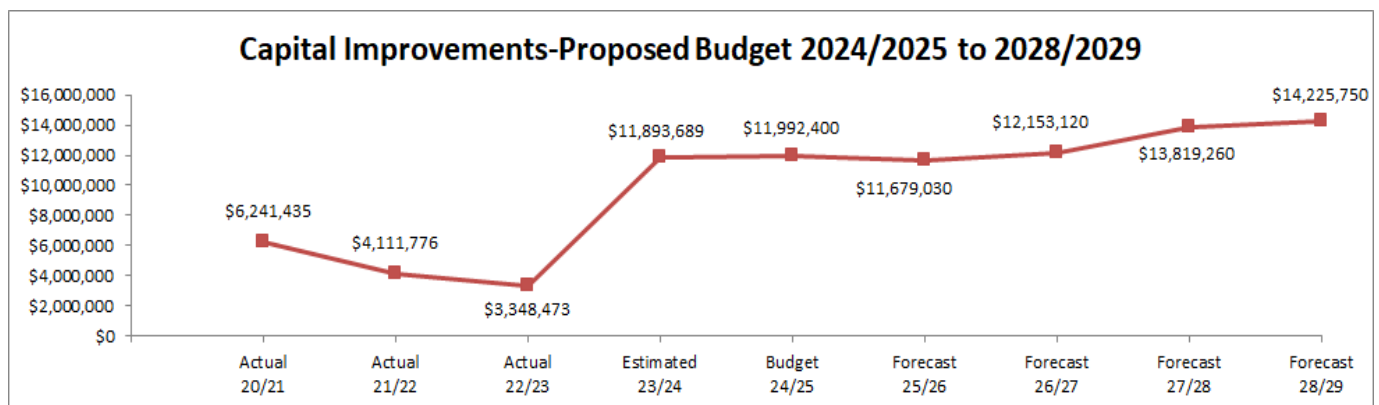 Capital Improvements-Proposed Budget 2024/2025 to 2028/2029
$16,000,000
$14,000,000
$12,000,000
$10,000,000
$8,000,000
$6,000,000
$4,000,000
$2,000,000
$0
$6,241,435
$4,111,776
$3,348,473
$11,893,689
$11,992,400
$11,679,030
$12,153,120
$13,819,260
$14,225,750
Actual
20/21
Actual
21/22
Actual
22/23
Estimated
23/24
Budget
24/25
Forecast
25/26
Forecast
26/27
Forecast
27/28
Forecast
28/29